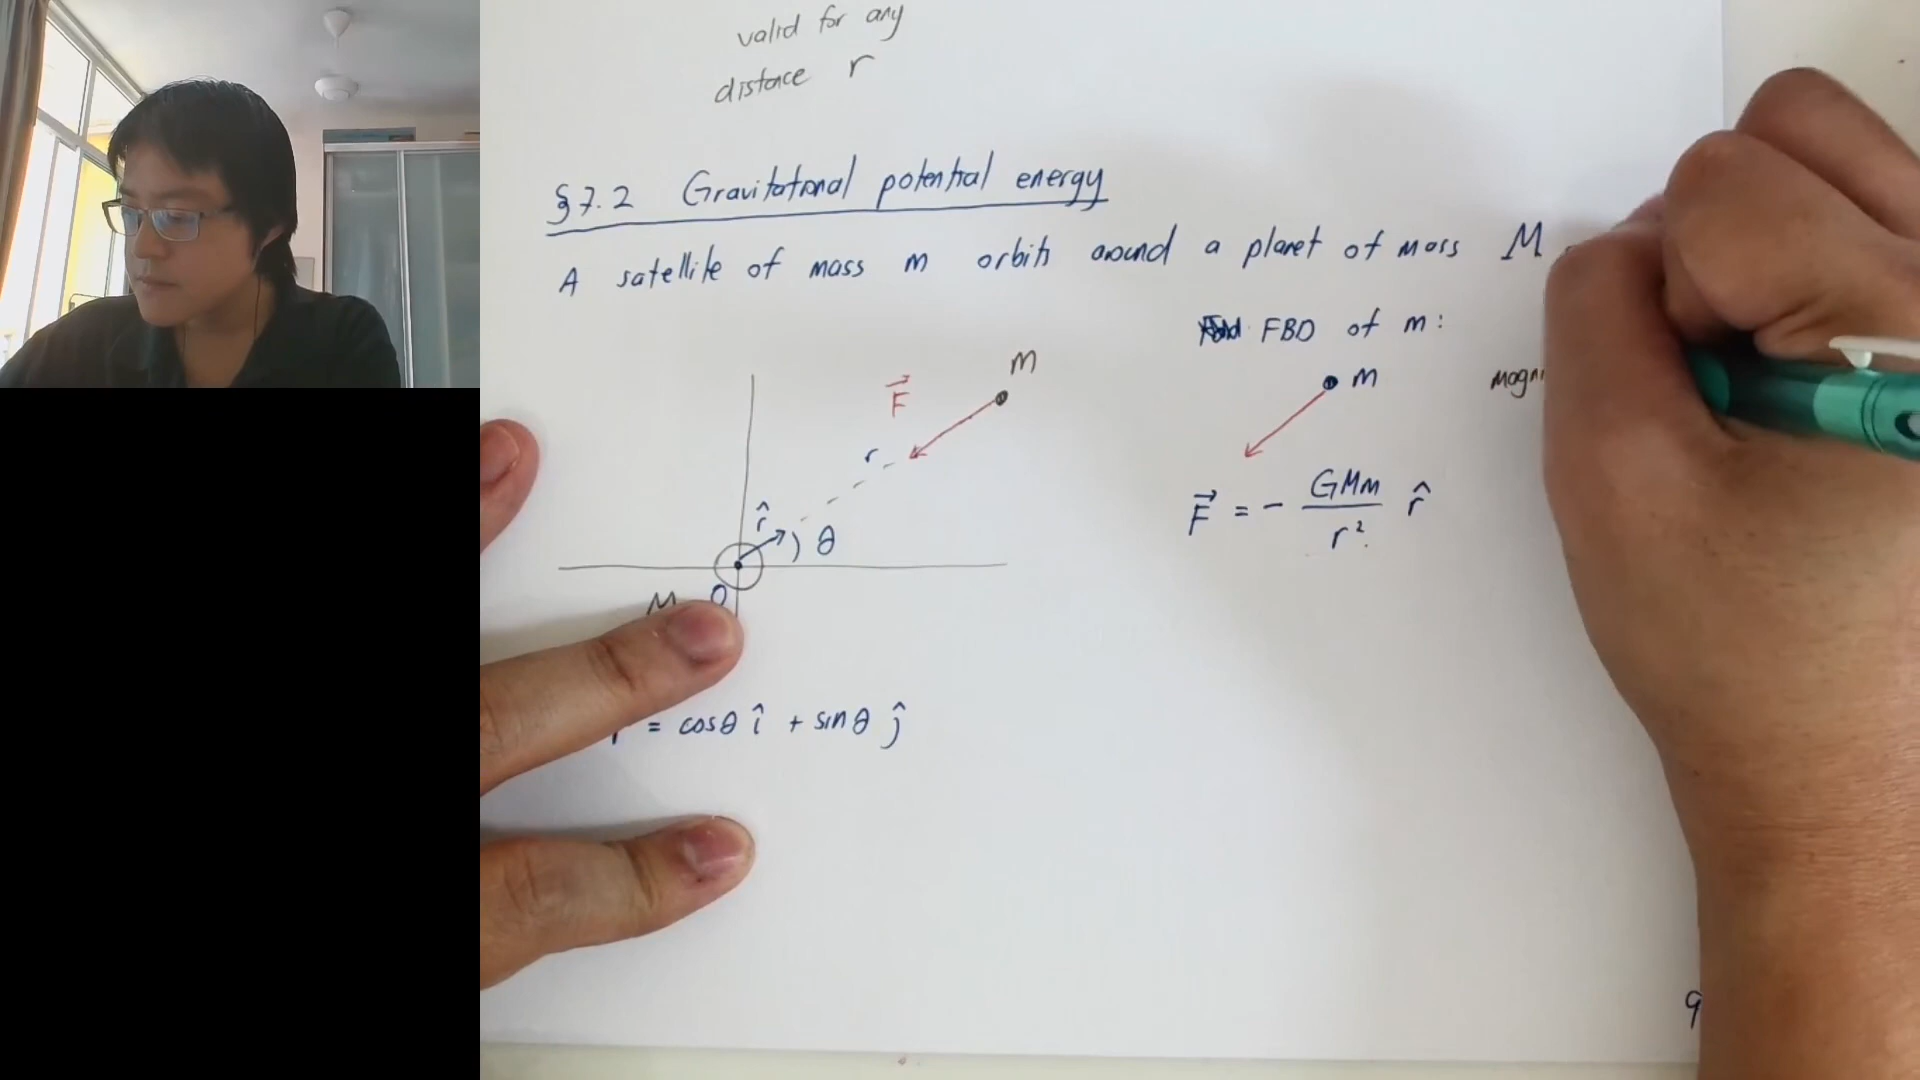 valid for any
distance r
§7.2 Gravitational potential energy
A satellite of mass m orbits around a planet of mass M
FBD of m:
m
F⃗
m
r
r̂
θ
M O
F⃗ = - GMm/r² r̂
= cosθ î + sinθ ĵ
9